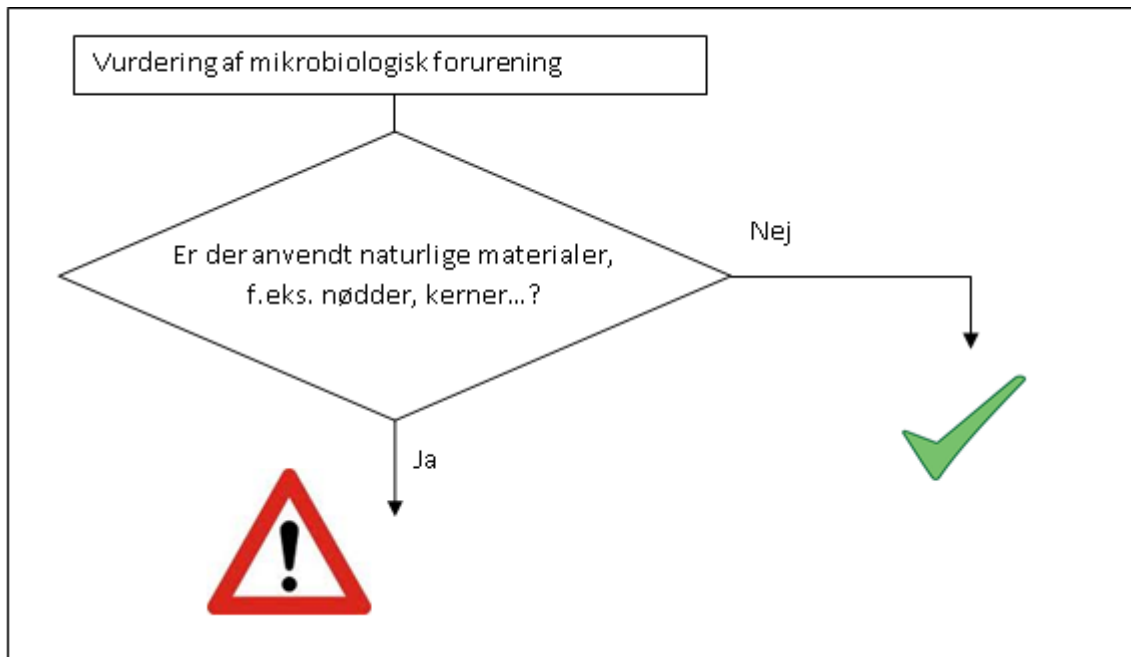 Vurdering af mikrobiologisk forurening
Er der anvendt naturlige materialer,
f.eks. nødder, kerner...?
Nej
Ja